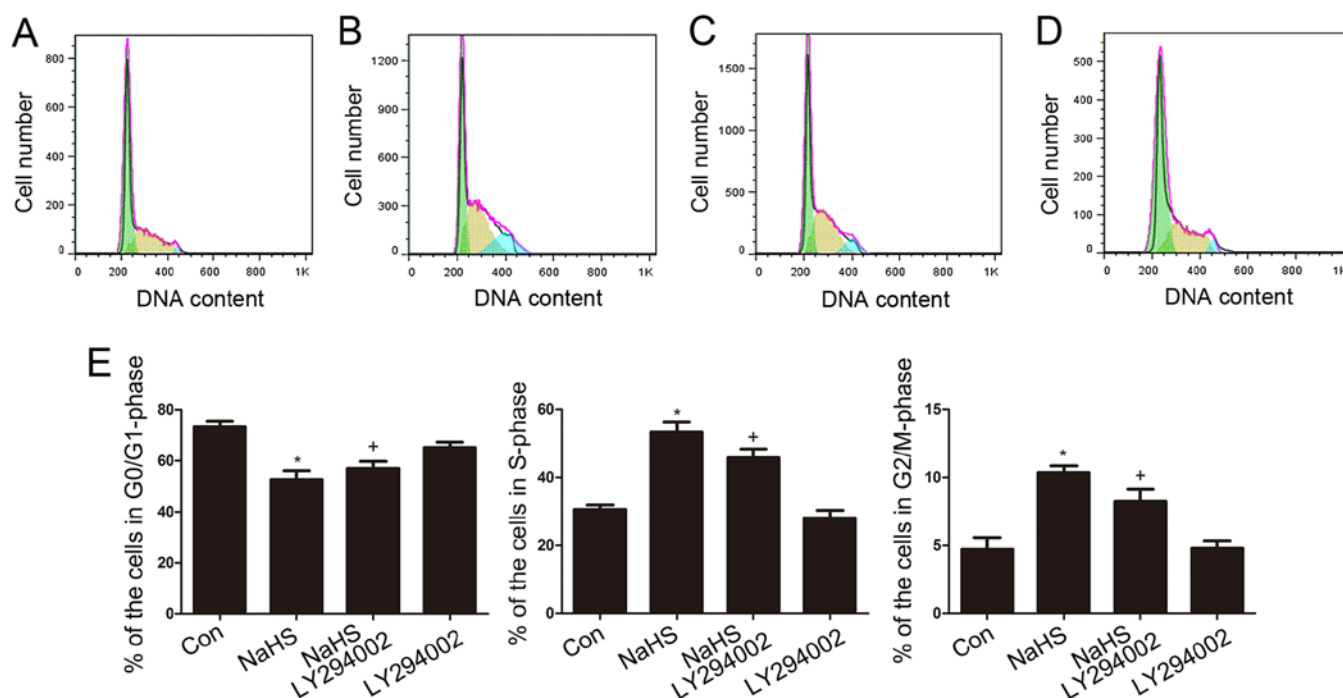 A
B
C
D
800
600
400
200
0
0 200 400 600 800 1K
Cell number
DNA content
1200
900
600
300
0
0 200 400 600 800 1K
Cell number
DNA content
1500
1000
500
0
0 200 400 600 800 1K
Cell number
DNA content
500
400
300
200
100
0
0 200 400 600 800 1K
Cell number
DNA content
E
% of the cells in G0/G1-phase
80
60
40
20
0
*
+
Con
NaHS
NaHS
LY294002
LY294002
% of the cells in S-phase
60
40
20
0
*
+
Con
NaHS
NaHS
LY294002
LY294002
% of the cells in G2/M-phase
15
10
5
0
*
+
Con
NaHS
NaHS
LY294002
LY294002